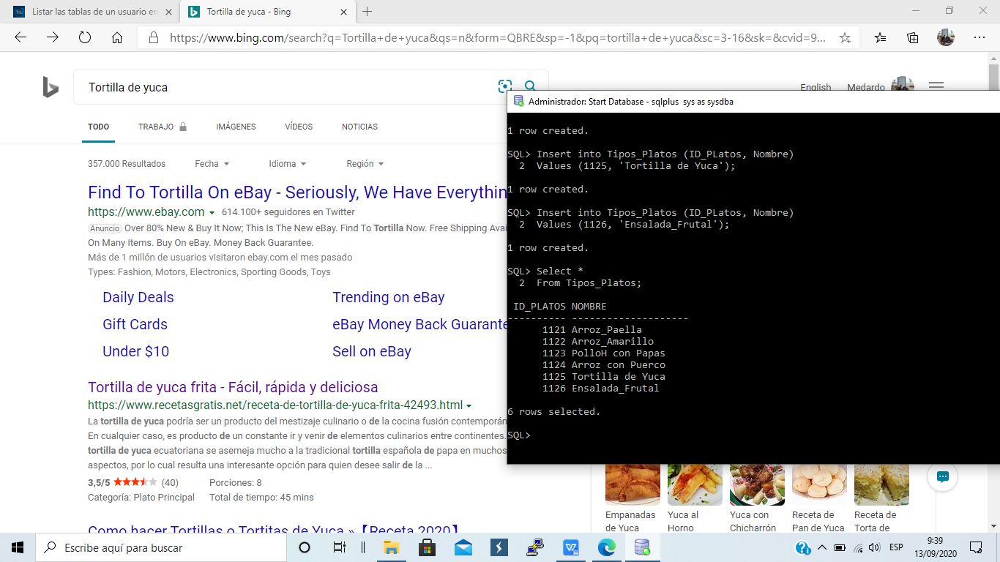 Listar las tablas de un usuario en
Tortilla de yuca - Bing
https://www.bing.com/search?q=Tortilla+de+yuca&qs=n&form=QBRE&sp=-1&pq=tortilla+de+yuca&sc=3-16&sk=&cvid=9...
Tortilla de yuca
English Medardo
TODO TRABAJO IMÁGENES VÍDEOS NOTICIAS
357.000 Resultados Fecha Idioma Región
Find To Tortilla On eBay - Seriously, We Have Everythin
https://www.ebay.com 614.100+ seguidores en Twitter
Anuncio Over 80% New & Buy It Now; This Is The New eBay. Find To Tortilla Now. Free Shipping Avai
On Many Items. Buy On eBay. Money Back Guarantee.
Más de 1 millón de usuarios visitaron ebay.com el mes pasado
Types: Fashion, Motors, Electronics, Sporting Goods, Toys
Daily Deals Trending on eBay
Gift Cards eBay Money Back Guarante
Under $10 Sell on eBay
Tortilla de yuca frita - Fácil, rápida y deliciosa
https://www.recetasgratis.net/receta-de-tortilla-de-yuca-frita-42493.html
La tortilla de yuca podría ser un producto del mestizaje culinario o de la cocina fusión contemporán
En cualquier caso, es producto de un constante ir y venir de elementos culinarios entre continentes.
tortilla de yuca ecuatoriana se asemeja mucho a la tradicional tortilla española de papa en muchos
aspectos, por lo cual resulta una interesante opción para quien desee salir de la ...
3,5/5 (40) Porciones: 8
Categoría: Plato Principal Total de tiempo: 45 mins
Como hacer Tortillas o Tortitas de Yuca »【Receta 2020】
Administrador: Start Database - sqlplus sys as sysdba
1 row created.
SQL> Insert into Tipos_Platos (ID_PLatos, Nombre)
2 Values (1125, 'Tortilla de Yuca');
1 row created.
SQL> Insert into Tipos_Platos (ID_PLatos, Nombre)
2 Values (1126, 'Ensalada_Frutal');
1 row created.
SQL> Select *
2 From Tipos_Platos;
ID_PLATOS NOMBRE
---------- --------------------
1121 Arroz_Paella
1122 Arroz_Amarillo
1123 PolloH con Papas
1124 Arroz con Puerco
1125 Tortilla de Yuca
1126 Ensalada_Frutal
6 rows selected.
SQL>
Empanadas de Yuca
Yuca al Horno
Yuca con Chicharrón
Receta de Pan de Yuca
Receta de Torta de
Escribe aquí para buscar
ESP
9:39
13/09/2020